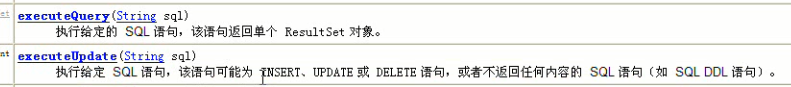 executeQuery(String sql)
执行给定的 SQL 语句，该语句返回单个 ResultSet 对象。
executeUpdate(String sql)
执行给定 SQL 语句，该语句可能为 INSERT、UPDATE 或 DELETE 语句，或者不返回任何内容的 SQL 语句（如 SQL DDL 语句）。